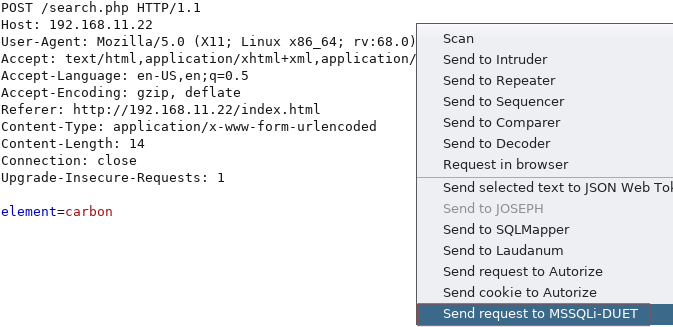 POST /search.php HTTP/1.1
Host: 192.168.11.22
User-Agent: Mozilla/5.0 (X11; Linux x86_64; rv:68.0)
Accept: text/html,application/xhtml+xml,application/
Accept-Language: en-US,en;q=0.5
Accept-Encoding: gzip, deflate
Referer: http://192.168.11.22/index.html
Content-Type: application/x-www-form-urlencoded
Content-Length: 14
Connection: close
Upgrade-Insecure-Requests: 1
element=carbon
Scan
Send to Intruder
Send to Repeater
Send to Sequencer
Send to Comparer
Send to Decoder
Request in browser
Send selected text to JSON Web Tok
Send to JOSEPH
Send to SQLMapper
Send to Laudanum
Send request to Autorize
Send cookie to Autorize
Send request to MSSQLi-DUET